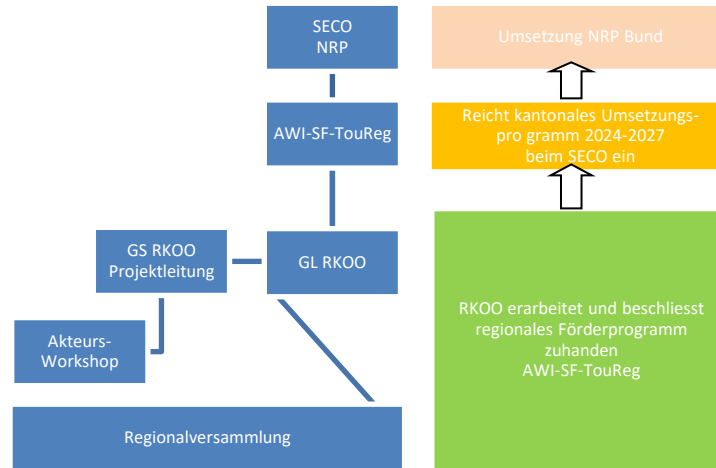 SECO
NRP
Umsetzung NRP Bund
AWI-SF-TouReg
Reicht kantonales Umsetzungs-
pro gramm 2024-2027
beim SECO ein
GS RKOO
Projektleitung
GL RKOO
Akteurs-
Workshop
Regionalversammlung
RKOO erarbeitet und beschliesst
regionales Förderprogramm
zuhanden
AWI-SF-TouReg